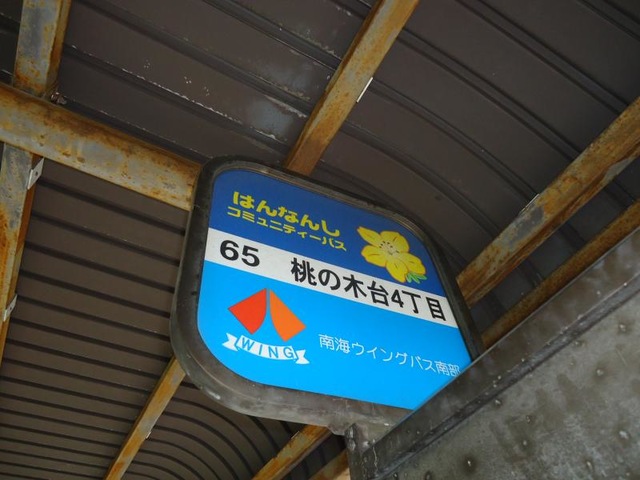 はんなんし
コミュニティーバス
65 桃の木台4丁目
WING
南海ウイングバス南部